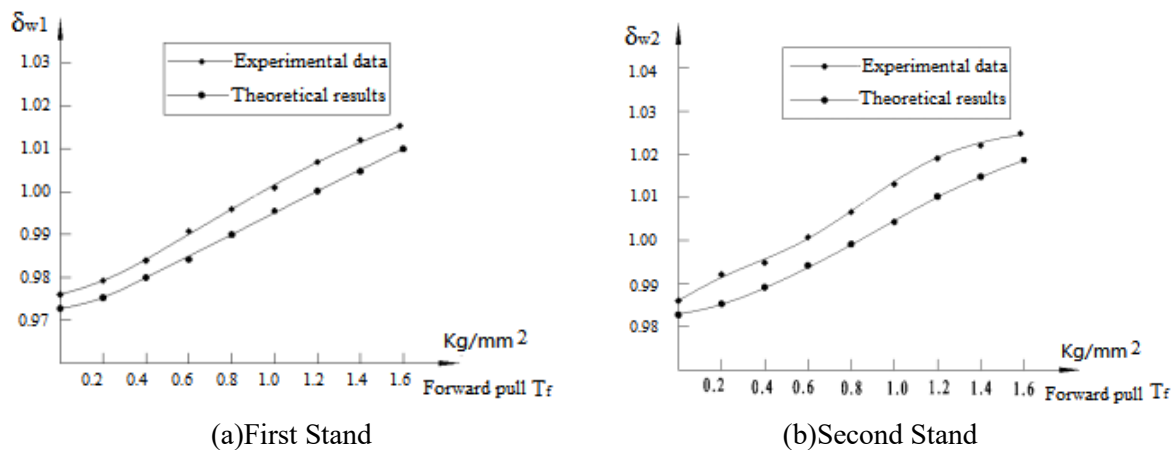 δw1
1.03
1.02
1.01
1.00
0.99
0.98
0.97
Experimental data
Theoretical results
0.2 0.4 0.6 0.8 1.0 1.2 1.4 1.6
Kg/mm2
Forward pull Tf
(a)First Stand
δw2
1.04
1.03
1.02
1.01
1.00
0.99
0.98
Experimental data
Theoretical results
0.2 0.4 0.6 0.8 1.0 1.2 1.4 1.6
Kg/mm2
Forward pull Tf
(b)Second Stand